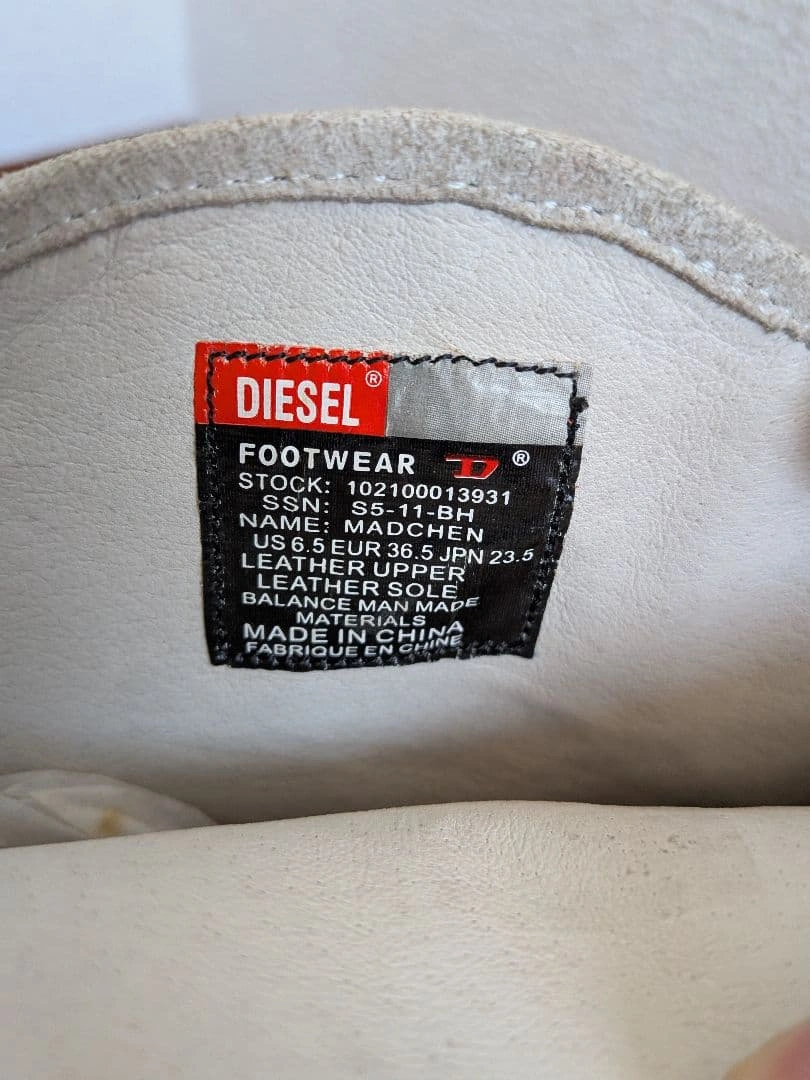 DIESEL®
FOOTWEAR D®
STOCK: 102100013931
SSN: S5-11-BH
NAME: MADCHEN
US 6.5 EUR 36.5 JPN 23.5
LEATHER UPPER
LEATHER SOLE
BALANCE MAN MADE
MATERIALS
MADE IN CHINA
FABRIQUE EN CHINE